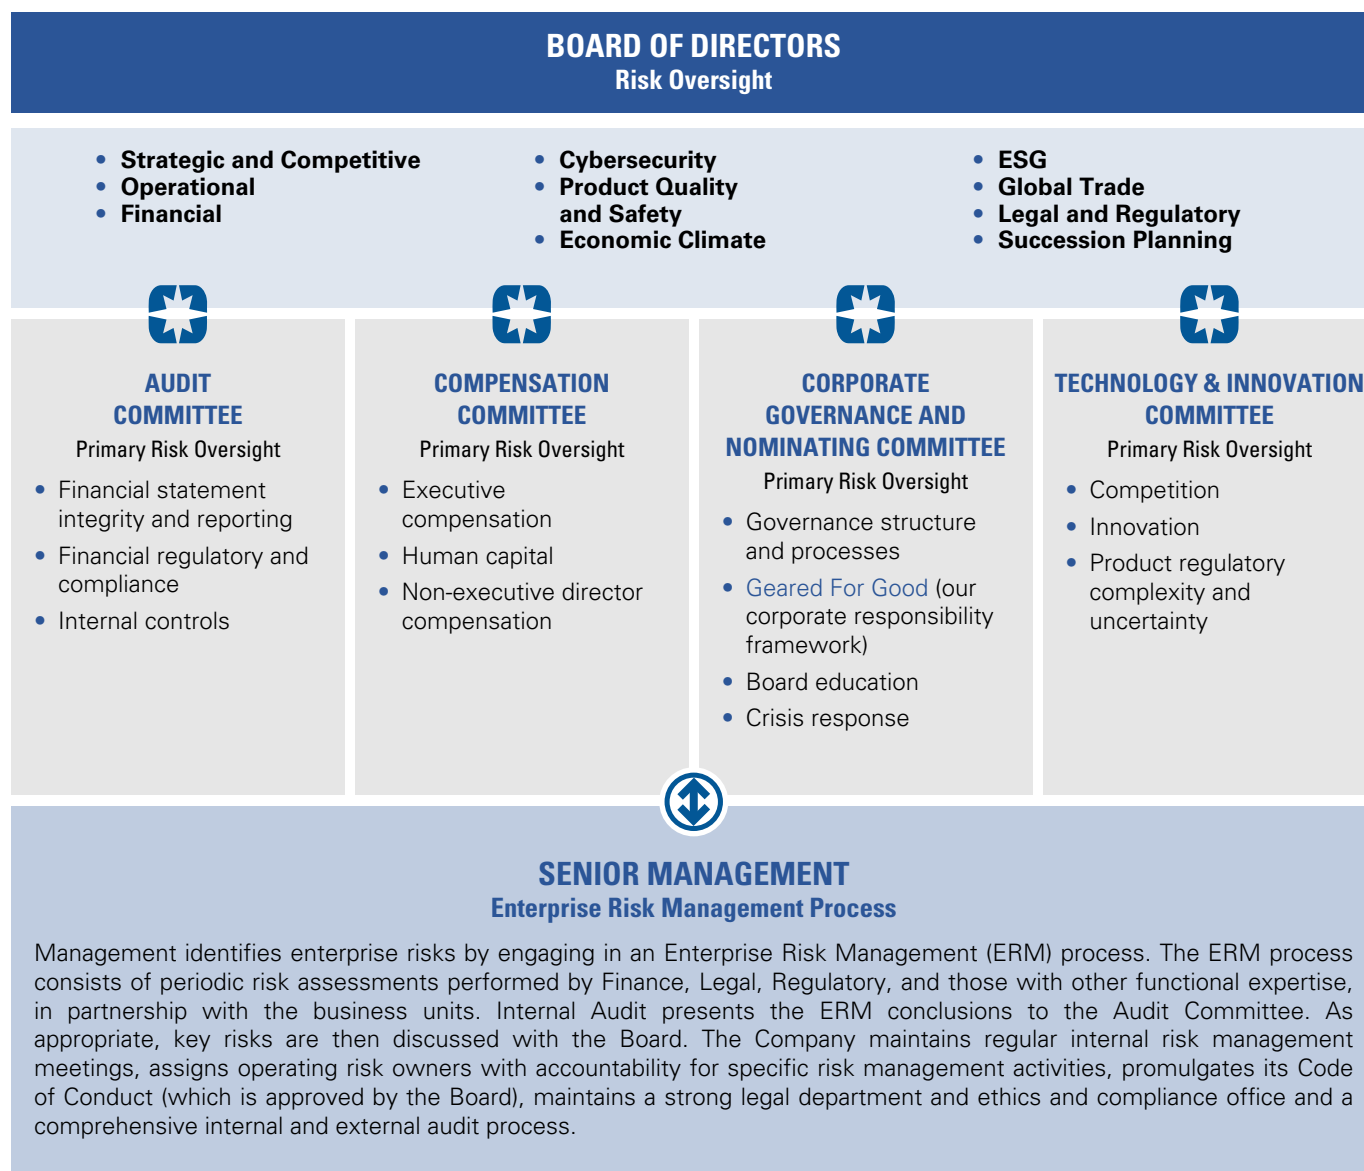 BOARD OF DIRECTORS
Risk Oversight
• Strategic and Competitive
• Operational
• Financial
• Cybersecurity
• Product Quality
and Safety
• Economic Climate
• ESG
• Global Trade
• Legal and Regulatory
• Succession Planning
AUDIT
COMMITTEE
Primary Risk Oversight
• Financial statement
integrity and reporting
• Financial regulatory and
compliance
• Internal controls
COMPENSATION
COMMITTEE
Primary Risk Oversight
• Executive
compensation
• Human capital
• Non-executive director
compensation
CORPORATE
GOVERNANCE AND
NOMINATING COMMITTEE
Primary Risk Oversight
• Governance structure
and processes
• Geared For Good (our
corporate responsibility
framework)
• Board education
• Crisis response
TECHNOLOGY & INNOVATION
COMMITTEE
Primary Risk Oversight
• Competition
• Innovation
• Product regulatory
complexity and
uncertainty
SENIOR MANAGEMENT
Enterprise Risk Management Process
Management identifies enterprise risks by engaging in an Enterprise Risk Management (ERM) process. The ERM process
consists of periodic risk assessments performed by Finance, Legal, Regulatory, and those with other functional expertise,
in partnership with the business units. Internal Audit presents the ERM conclusions to the Audit Committee. As
appropriate, key risks are then discussed with the Board. The Company maintains regular internal risk management
meetings, assigns operating risk owners with accountability for specific risk management activities, promulgates its Code
of Conduct (which is approved by the Board), maintains a strong legal department and ethics and compliance office and a
comprehensive internal and external audit process.